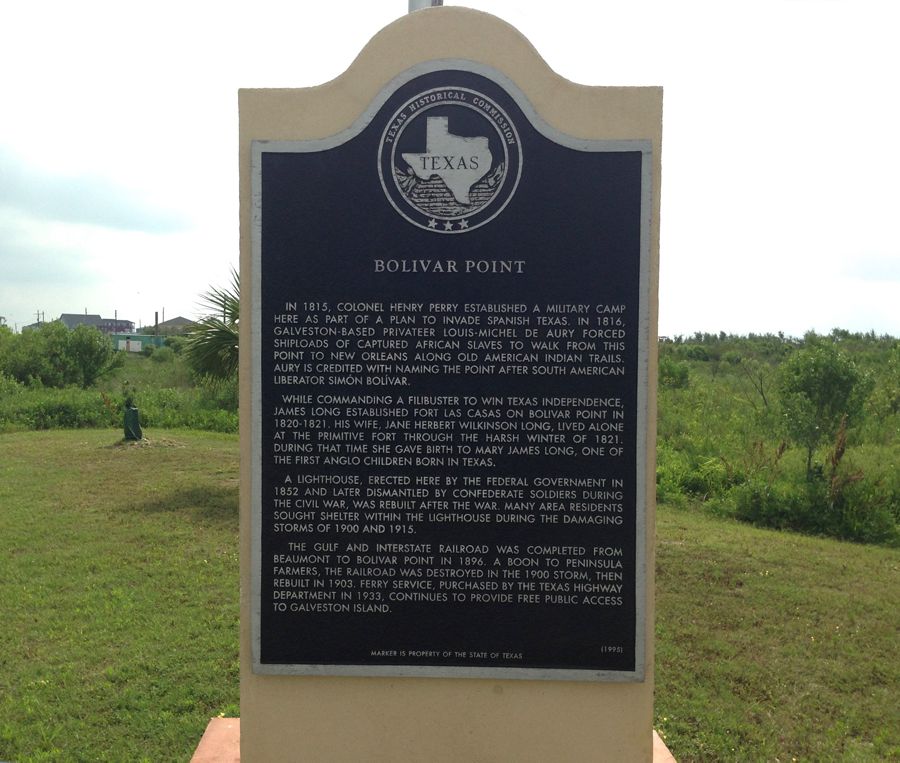 TEXAS HISTORICAL COMMISSION
TEXAS
BOLIVAR POINT
IN 1815, COLONEL HENRY PERRY ESTABLISHED A MILITARY CAMP
HERE AS PART OF A PLAN TO INVADE SPANISH TEXAS. IN 1816,
GALVESTON-BASED PRIVATEER LOUIS-MICHEL DE AURY FORCED
SHIPLOADS OF CAPTURED AFRICAN SLAVES TO WALK FROM THIS
POINT TO NEW ORLEANS ALONG OLD AMERICAN INDIAN TRAILS.
AURY IS CREDITED WITH NAMING THE POINT AFTER SOUTH AMERICAN
LIBERATOR SIMÓN BOLÍVAR.
WHILE COMMANDING A FILIBUSTER TO WIN TEXAS INDEPENDENCE,
JAMES LONG ESTABLISHED FORT LAS CASAS ON BOLIVAR POINT IN
1820-1821. HIS WIFE, JANE HERBERT WILKINSON LONG, LIVED ALONE
AT THE PRIMITIVE FORT THROUGH THE HARSH WINTER OF 1821.
DURING THAT TIME SHE GAVE BIRTH TO MARY JAMES LONG, ONE OF
THE FIRST ANGLO CHILDREN BORN IN TEXAS.
A LIGHTHOUSE, ERECTED HERE BY THE FEDERAL GOVERNMENT IN
1852 AND LATER DISMANTLED BY CONFEDERATE SOLDIERS DURING
THE CIVIL WAR, WAS REBUILT AFTER THE WAR. MANY AREA RESIDENTS
SOUGHT SHELTER WITHIN THE LIGHTHOUSE DURING THE DAMAGING
STORMS OF 1900 AND 1915.
THE GULF AND INTERSTATE RAILROAD WAS COMPLETED FROM
BEAUMONT TO BOLIVAR POINT IN 1896. A BOON TO PENINSULA
FARMERS, THE RAILROAD WAS DESTROYED IN THE 1900 STORM, THEN
REBUILT IN 1903. FERRY SERVICE, PURCHASED BY THE TEXAS HIGHWAY
DEPARTMENT IN 1933, CONTINUES TO PROVIDE FREE PUBLIC ACCESS
TO GALVESTON ISLAND.
(1995)
MARKER IS PROPERTY OF THE STATE OF TEXAS